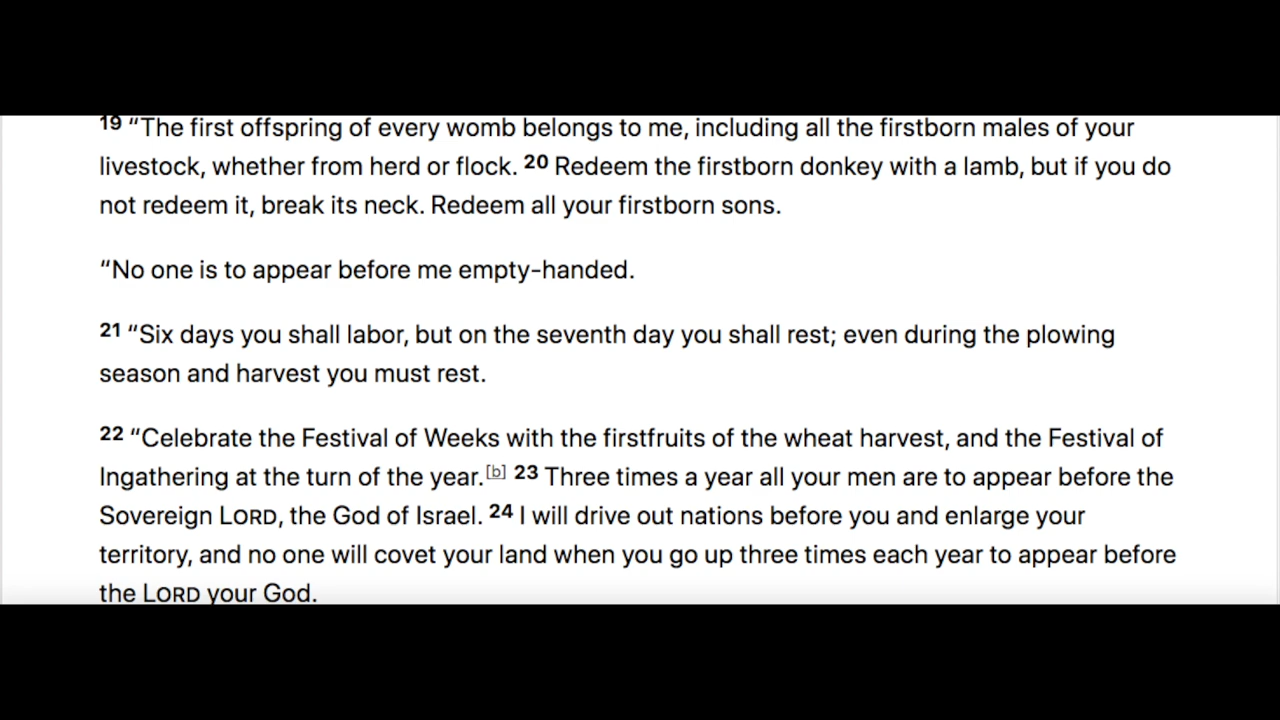 19 “The first offspring of every womb belongs to me, including all the firstborn males of your
livestock, whether from herd or flock. 20 Redeem the firstborn donkey with a lamb, but if you do
not redeem it, break its neck. Redeem all your firstborn sons.
“No one is to appear before me empty-handed.
21 “Six days you shall labor, but on the seventh day you shall rest; even during the plowing
season and harvest you must rest.
22 “Celebrate the Festival of Weeks with the firstfruits of the wheat harvest, and the Festival of
Ingathering at the turn of the year.[b] 23 Three times a year all your men are to appear before the
Sovereign LORD, the God of Israel. 24 I will drive out nations before you and enlarge your
territory, and no one will covet your land when you go up three times each year to appear before
the LORD your God.